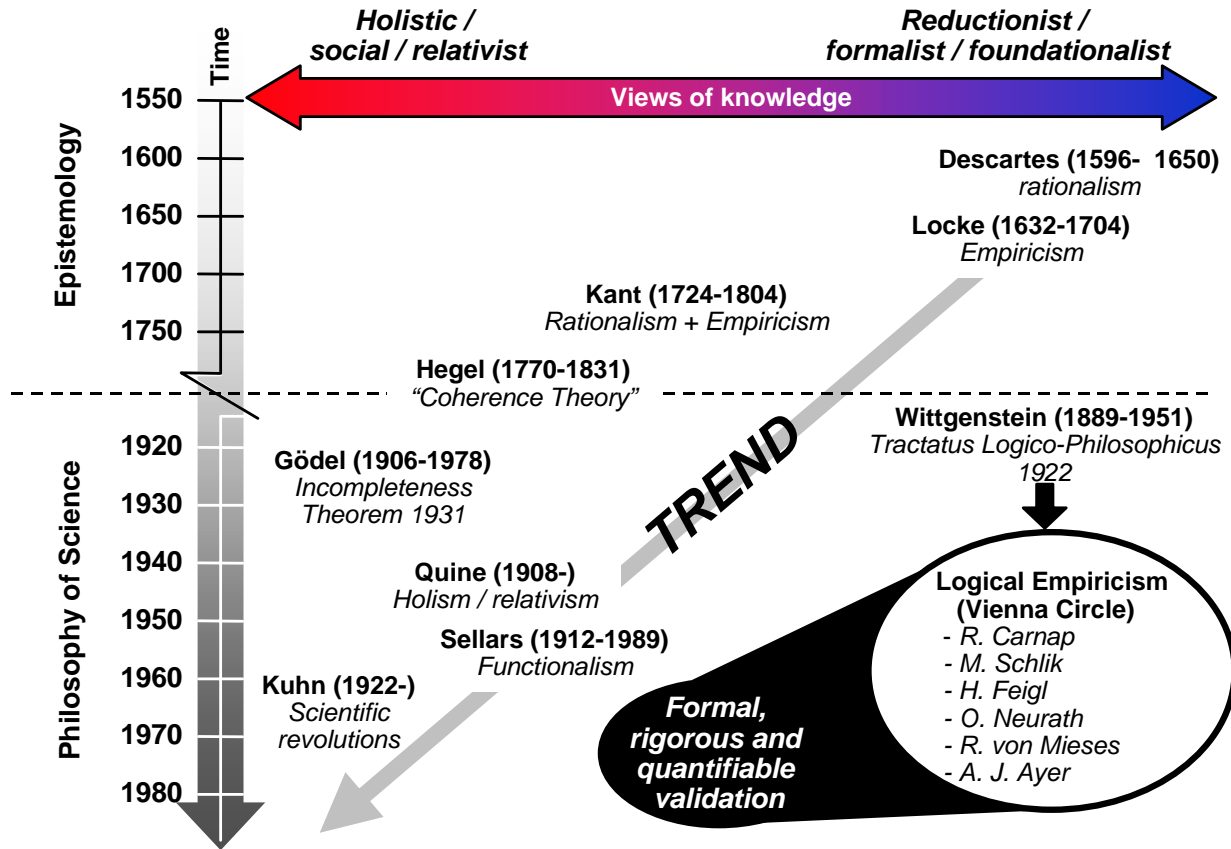 Holistic /
social / relativist
Reductionist /
formalist / foundationalist
Time
Views of knowledge
Epistemology
1550
1600
1650
1700
1750
Descartes (1596- 1650)
rationalism
Locke (1632-1704)
Empiricism
Kant (1724-1804)
Rationalism + Empiricism
Hegel (1770-1831)
“Coherence Theory”
Philosophy of Science
1920
1930
1940
1950
1960
1970
1980
Wittgenstein (1889-1951)
Tractatus Logico-Philosophicus
1922
Gödel (1906-1978)
Incompleteness
Theorem 1931
TREND
Quine (1908-)
Holism / relativism
Sellars (1912-1989)
Functionalism
Kuhn (1922-)
Scientific
revolutions
Logical Empiricism
(Vienna Circle)
- R. Carnap
- M. Schlik
- H. Feigl
- O. Neurath
- R. von Mieses
- A. J. Ayer
Formal,
rigorous and
quantifiable
validation